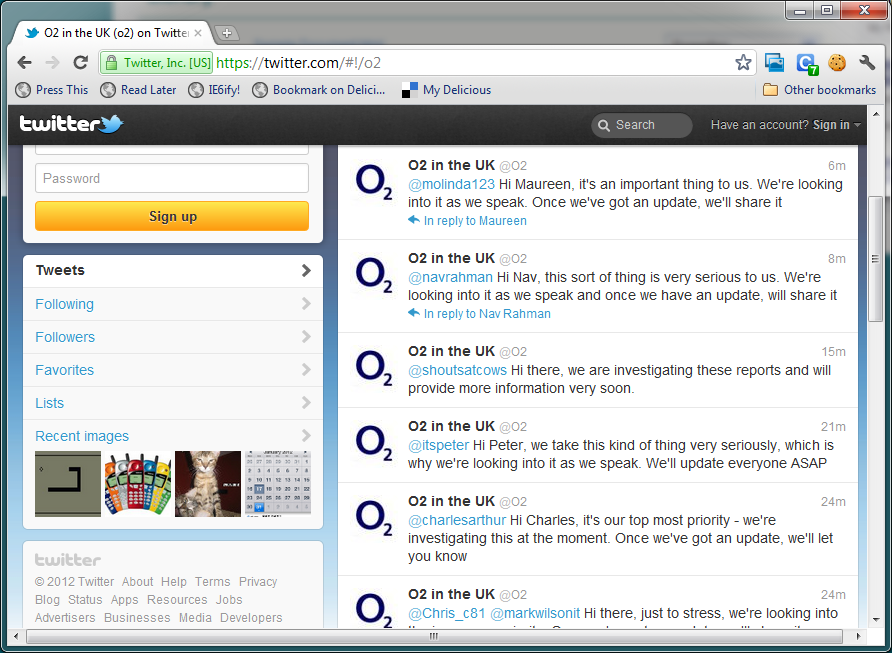 O2 in the UK (o2) on Twitte
Twitter, Inc. [US] https://twitter.com/#!/o2
7
Press This Read Later IE6ify! Bookmark on Delici... My Delicious Other bookmarks
twitter Search Have an account? Sign in
Password
Sign up
Tweets
Following
Followers
Favorites
Lists
Recent images
January 2012
twitter
© 2012 Twitter About Help Terms Privacy
Blog Status Apps Resources Jobs
Advertisers Businesses Media Developers
O2
O2 in the UK @O2 6m
@molinda123 Hi Maureen, it's an important thing to us. We're looking
into it as we speak. Once we've got an update, we'll share it
In reply to Maureen
O2
O2 in the UK @O2 8m
@navrahman Hi Nav, this sort of thing is very serious to us. We're
looking into it as we speak and once we have an update, will share it
In reply to Nav Rahman
O2
O2 in the UK @O2 15m
@shoutsatcows Hi there, we are investigating these reports and will
provide more information very soon.
O2
O2 in the UK @O2 21m
@itspeter Hi Peter, we take this kind of thing very seriously, which is
why we're looking into it as we speak. We'll update everyone ASAP
O2
O2 in the UK @O2 24m
@charlesarthur Hi Charles, it's our top most priority - we're
investigating this at the moment. Once we've got an update, we'll let
you know
O2
O2 in the UK @O2 24m
@Chris_c81 @markwilsonit Hi there, just to stress, we're looking into